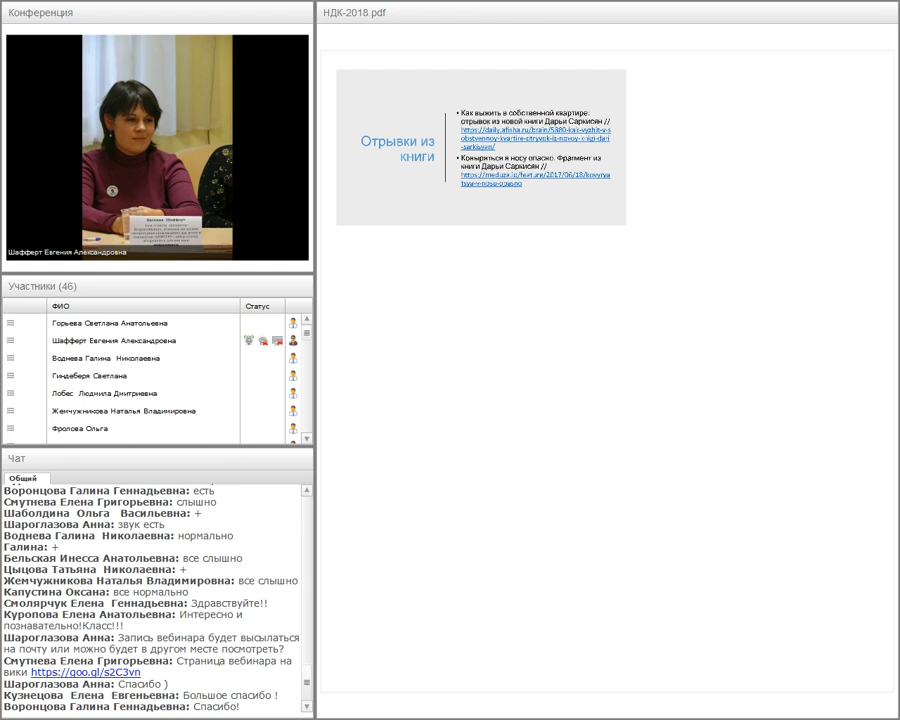 Конференция
Шафферт Евгения Александровна
Участники (46)
ФИО
Статус
Горьева Светлана Анатольевна
Шафферт Евгения Александровна
Воднева Галина Николаевна
Гиндеберя Светлана
Лобес Людмила Дмитриевна
Жемчужникова Наталья Владимировна
Фролова Ольга
Чат
Общий
Воронцова Галина Геннадьевна: есть
Смутнева Елена Григорьевна: слышно
Шаболдина Ольга Васильевна: +
Шароглазова Анна: звук есть
Воднева Галина Николаевна: нормально
Галина: +
Бельская Инесса Анатольевна: все слышно
Цыцова Татьяна Николаевна: +
Жемчужникова Наталья Владимировна: все слышно
Капустина Оксана: все нормально
Смолярчук Елена Геннадьевна: Здравствуйте!!
Куропова Елена Анатольевна: Интересно и
познавательно!Класс!!!
Шароглазова Анна: Запись вебинара будет высылаться
на почту или можно будет в другом месте посмотреть?
Смутнева Елена Григорьевна: Страница вебинара на
вики https://goo.gl/s2C3vn
Шароглазова Анна: Спасибо )
Кузнецова Елена Евгеньевна: Большое спасибо !
Воронцова Галина Геннадьевна: Спасибо!
НДК-2018.pdf
Отрывки из
книги
• Как выжить в собственной квартире:
отрывок из новой книги Дарьи Саркисян //
https://daily.afisha.ru/brain/5880-kak-vyzhit-v-s
obstvennoy-kvartire-otryvok-iz-novoy-knigi-dari
-sarkisyan/
• Ковыряться в носу опасно. Фрагмент из
книги Дарьи Саркисян //
https://meduza.io/feature/2017/06/18/kovyrya
tsya-v-nosu-opasno